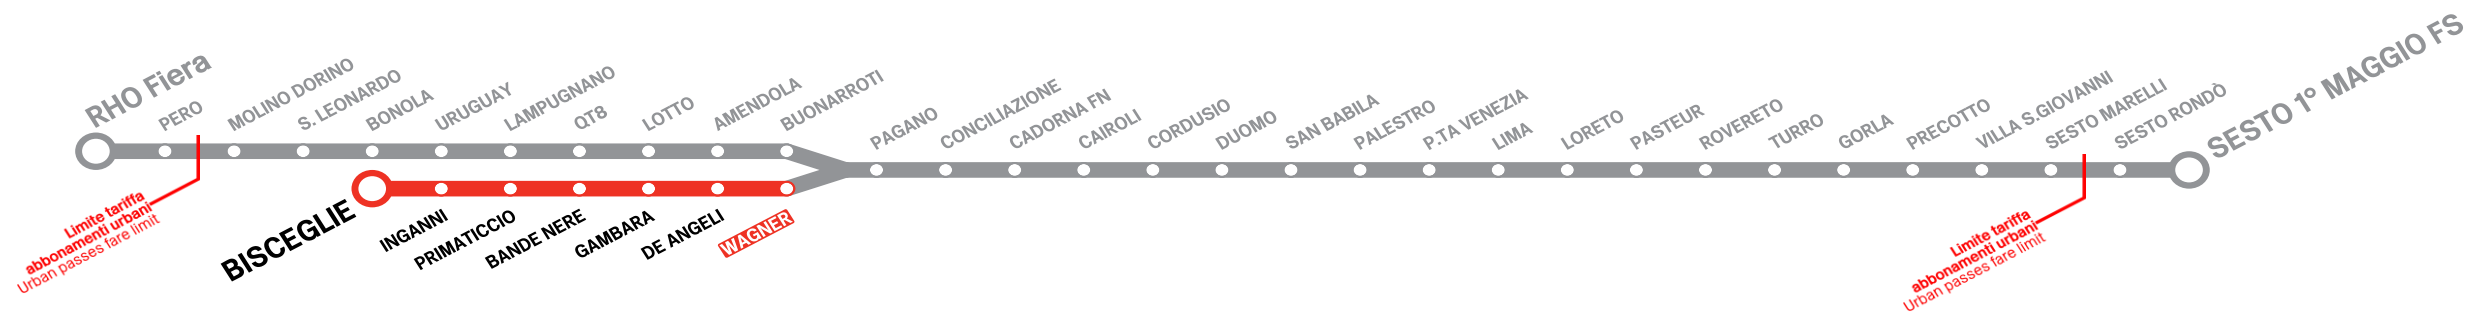 RHO Fiera
PERO
MOLINO DORINO
S. LEONARDO
BONOLA
URUGUAY
LAMPUGNANO
QT8
LOTTO
AMENDOLA
BUONARROTI
PAGANO
CONCILIAZIONE
CADORNA FN
CAIROLI
CORDUSIO
DUOMO
SAN BABILA
PALESTRO
P.TA VENEZIA
LIMA
LORETO
PASTEUR
ROVERETO
TURRO
GORLA
PRECOTTO
VILLA S.GIOVANNI
SESTO MARELLI
SESTO RONDÒ
SESTO 1° MAGGIO FS
Limite tariffa
abbonamenti urbani
Urban passes fare limit
BISCEGLIE
INGANNI
PRIMATICCIO
BANDE NERE
GAMBARA
DE ANGELI
WAGNER
Limite tariffa
abbonamenti urbani
Urban passes fare limit